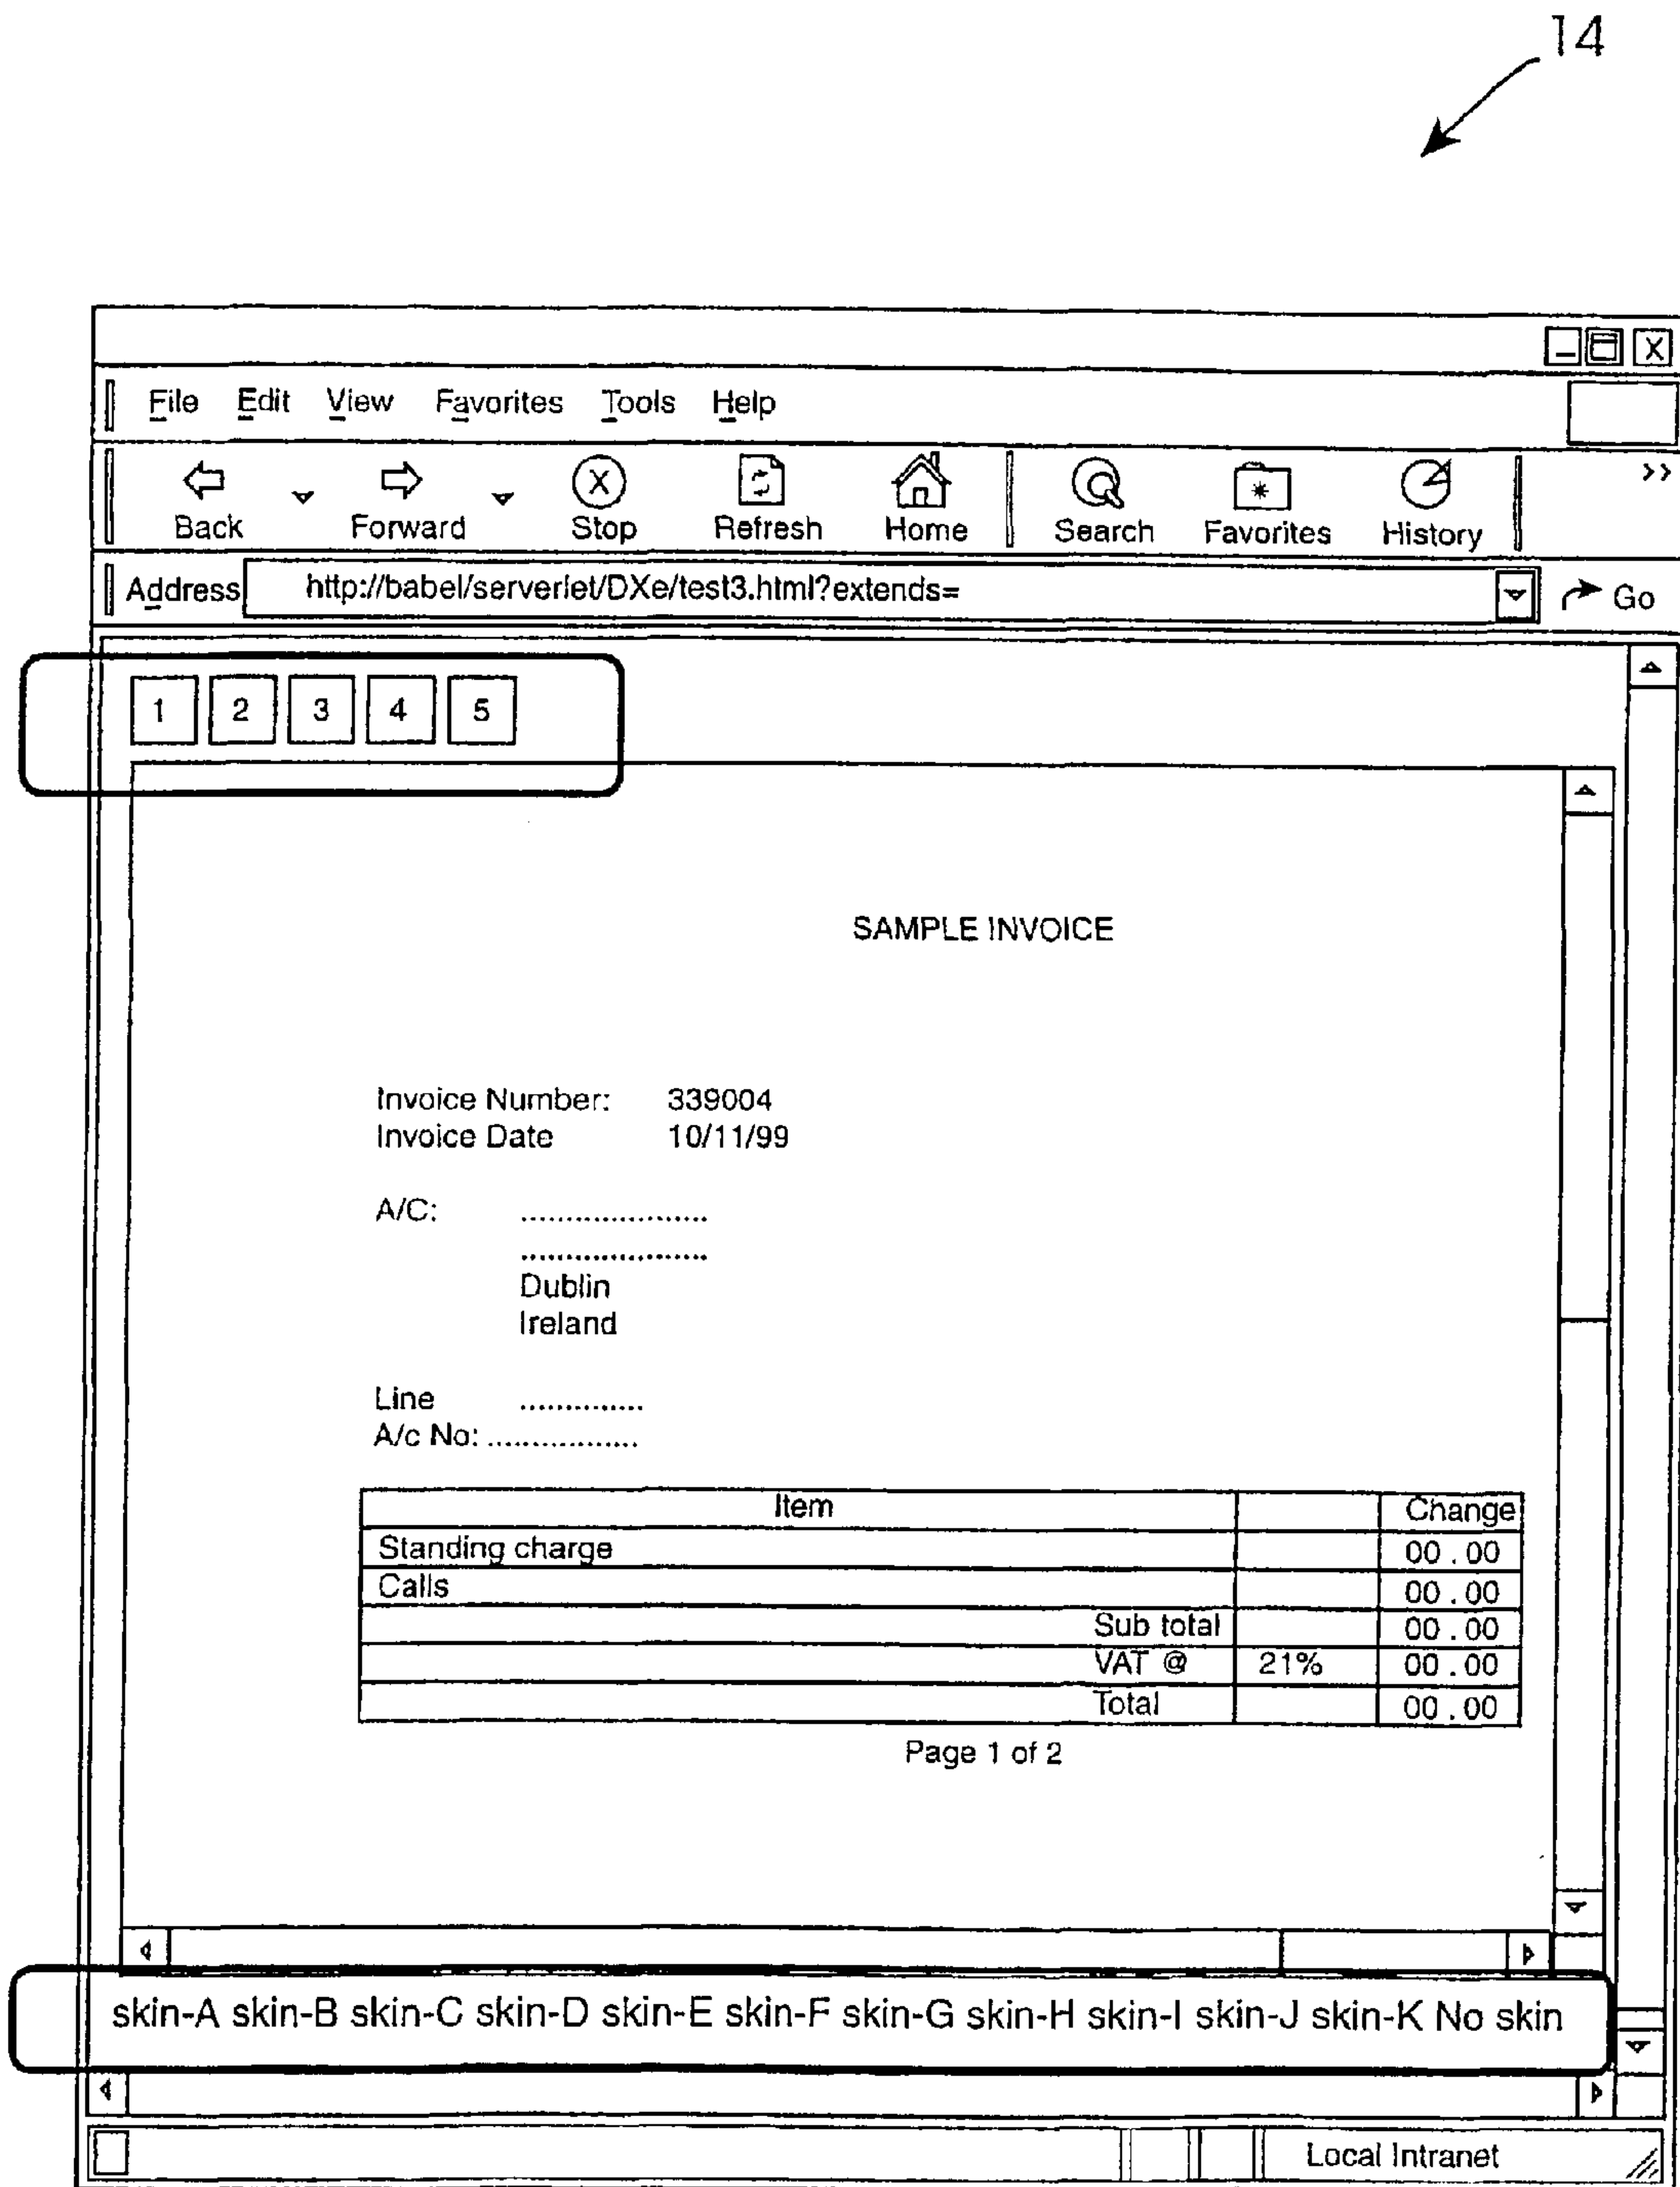 14
X
File Edit View Favorites Tools Help
X
>>
Back Forward Stop Refresh Home Search Favorites History
Address http://babel/serverlet/DXe/test3.html?extends= Go
1 2 3 4 5
SAMPLE INVOICE
Invoice Number: 339004
Invoice Date 10/11/99
A/C: .....................
.....................
Dublin
Ireland
Line ..............
A/c No: .................
Item Change
Standing charge 00.00
Calls 00.00
Sub total 00.00
VAT @ 21% 00.00
Total 00.00
Page 1 of 2
skin-A skin-B skin-C skin-D skin-E skin-F skin-G skin-H skin-I skin-J skin-K No skin
Local Intranet